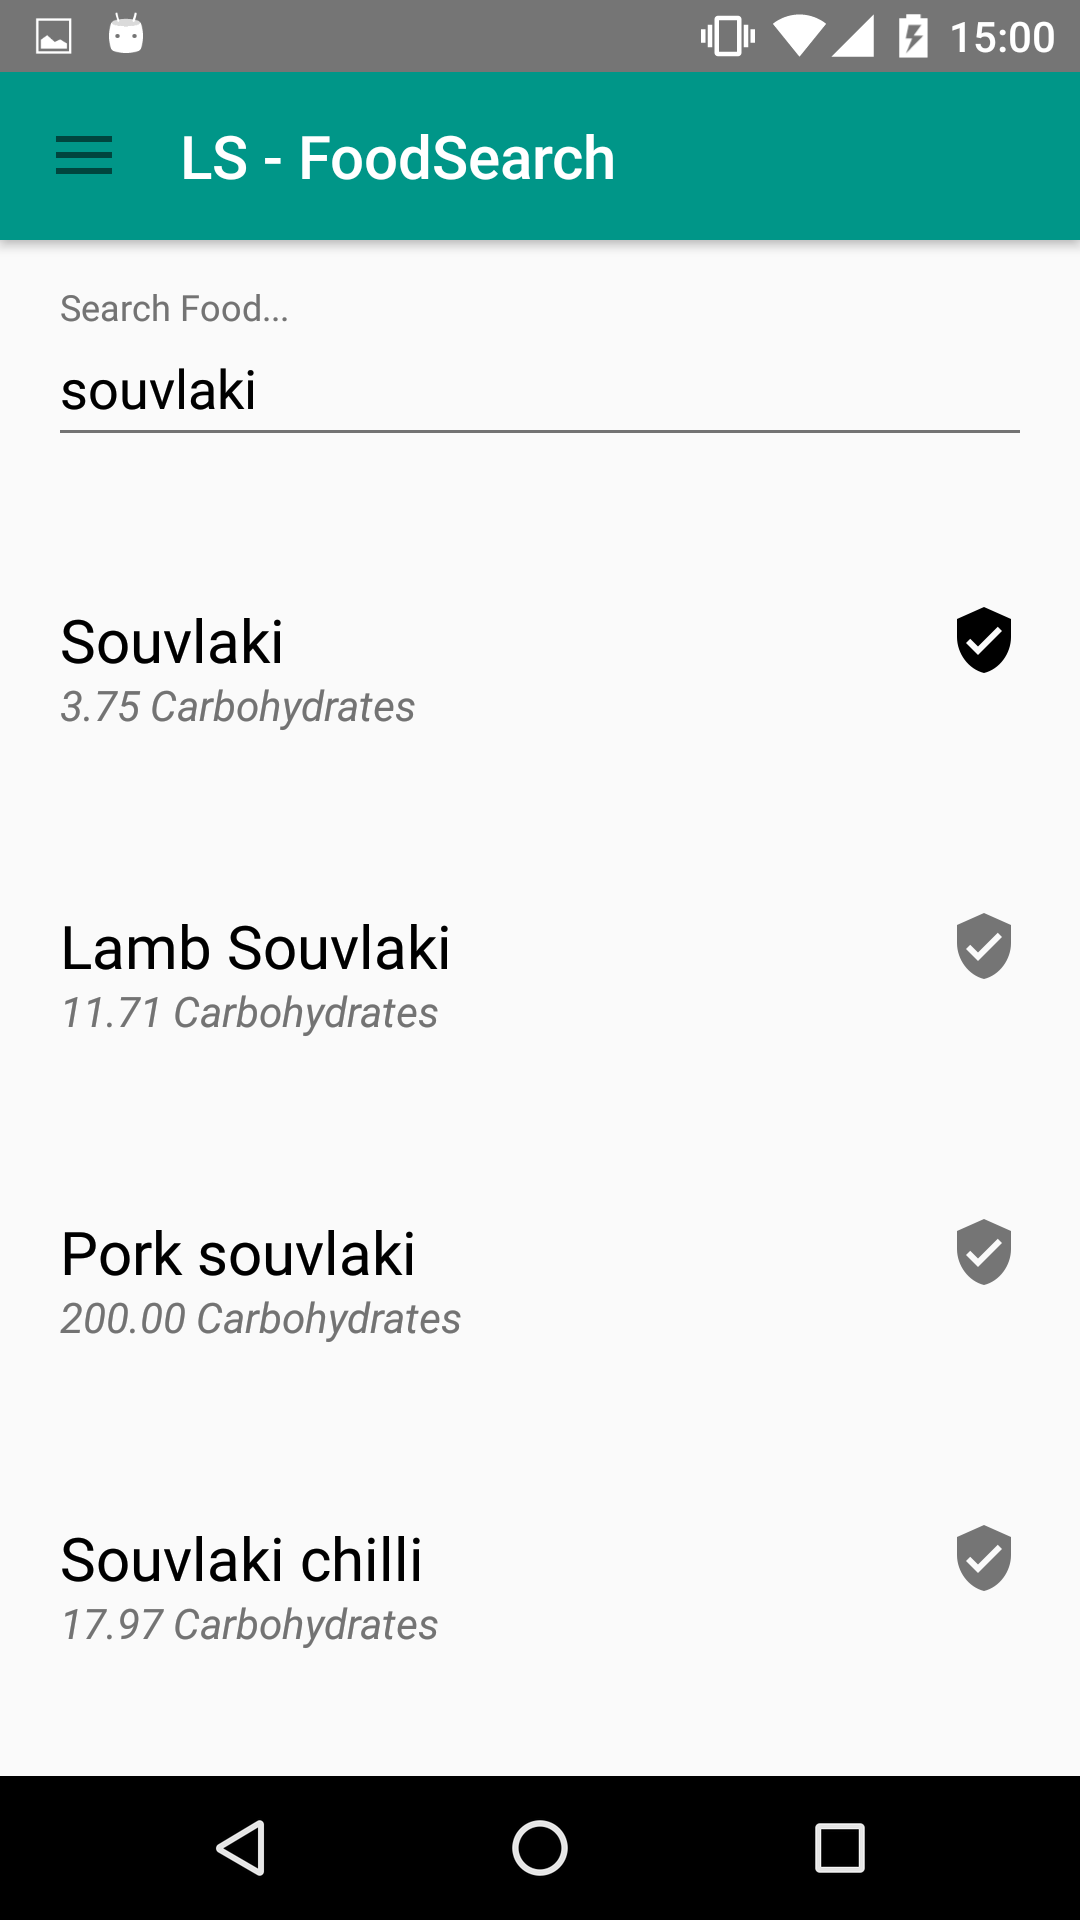 15:00
LS - FoodSearch
Search Food...
souvlaki
Souvlaki
3.75 Carbohydrates
Lamb Souvlaki
11.71 Carbohydrates
Pork souvlaki
200.00 Carbohydrates
Souvlaki chilli
17.97 Carbohydrates